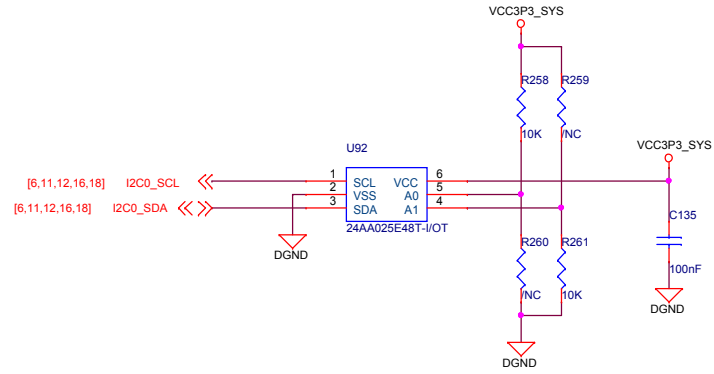 VCC3P3_SYS
R258
R259
10K
/NC
U92
VCC3P3_SYS
[6,11,12,16,18] I2C0_SCL
1
SCL
VCC
6
2
VSS
A0
5
[6,11,12,16,18] I2C0_SDA
3
SDA
A1
4
24AA025E48T-I/OT
C135
DGND
R260
R261
/NC
10K
100nF
DGND
DGND